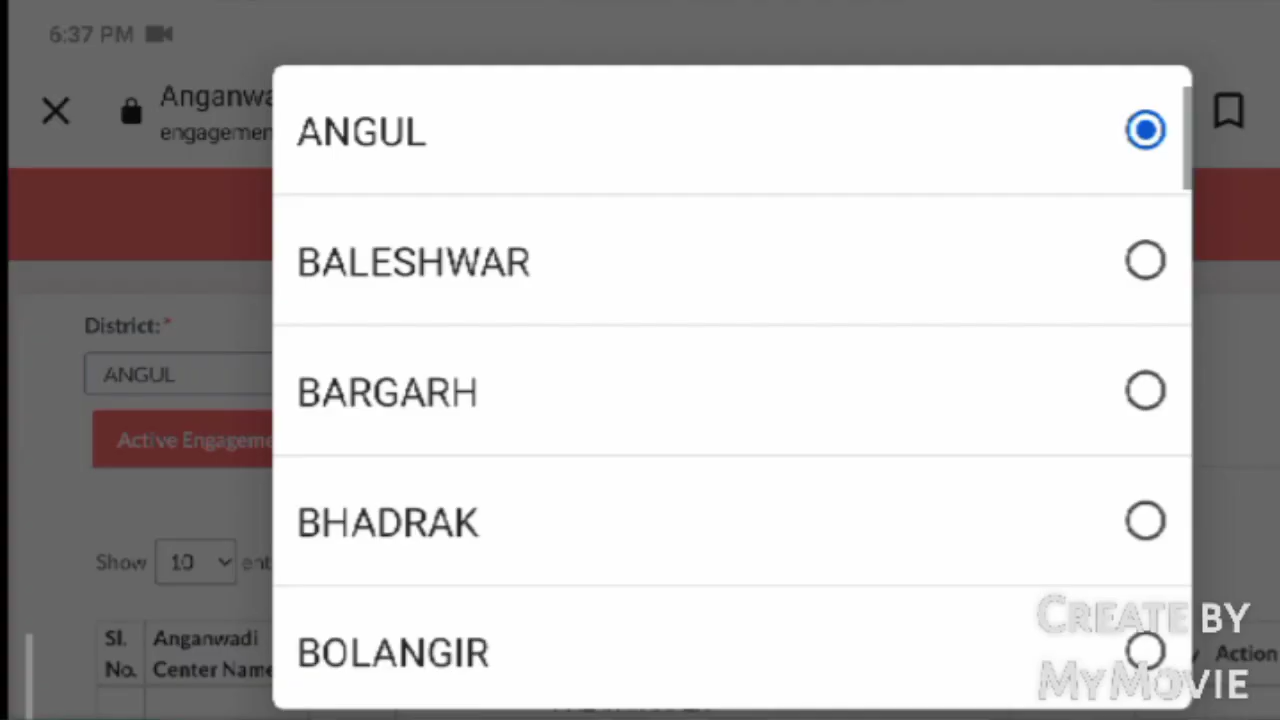 6:37 PM
Anganwa
engagemen
ANGUL
BALESHWAR
BARGARH
BHADRAK
BOLANGIR
District:*
ANGUL
Active Engageme
Show 10 ent
Sl. No.
Anganwadi Center Name
Action
CREATE BY
MYMOVIE